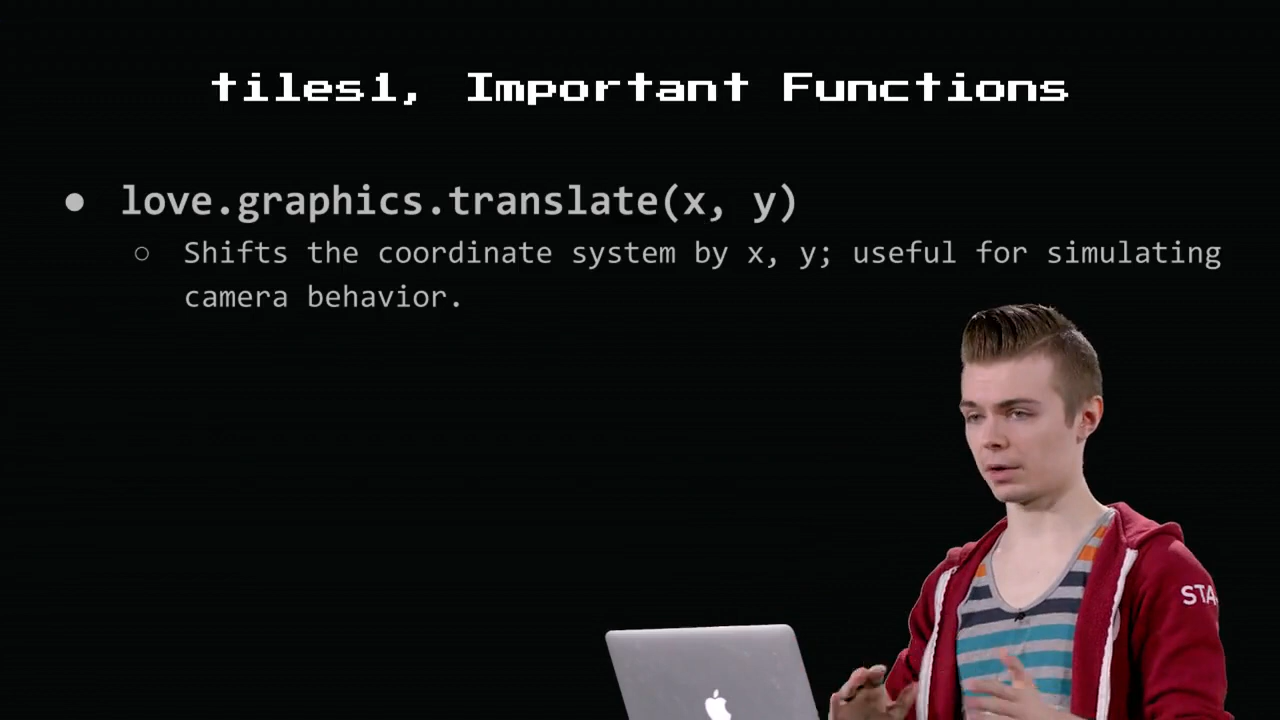 tiles1, Important Functions
● love.graphics.translate(x, y)
○ Shifts the coordinate system by x, y; useful for simulating
camera behavior.
STA